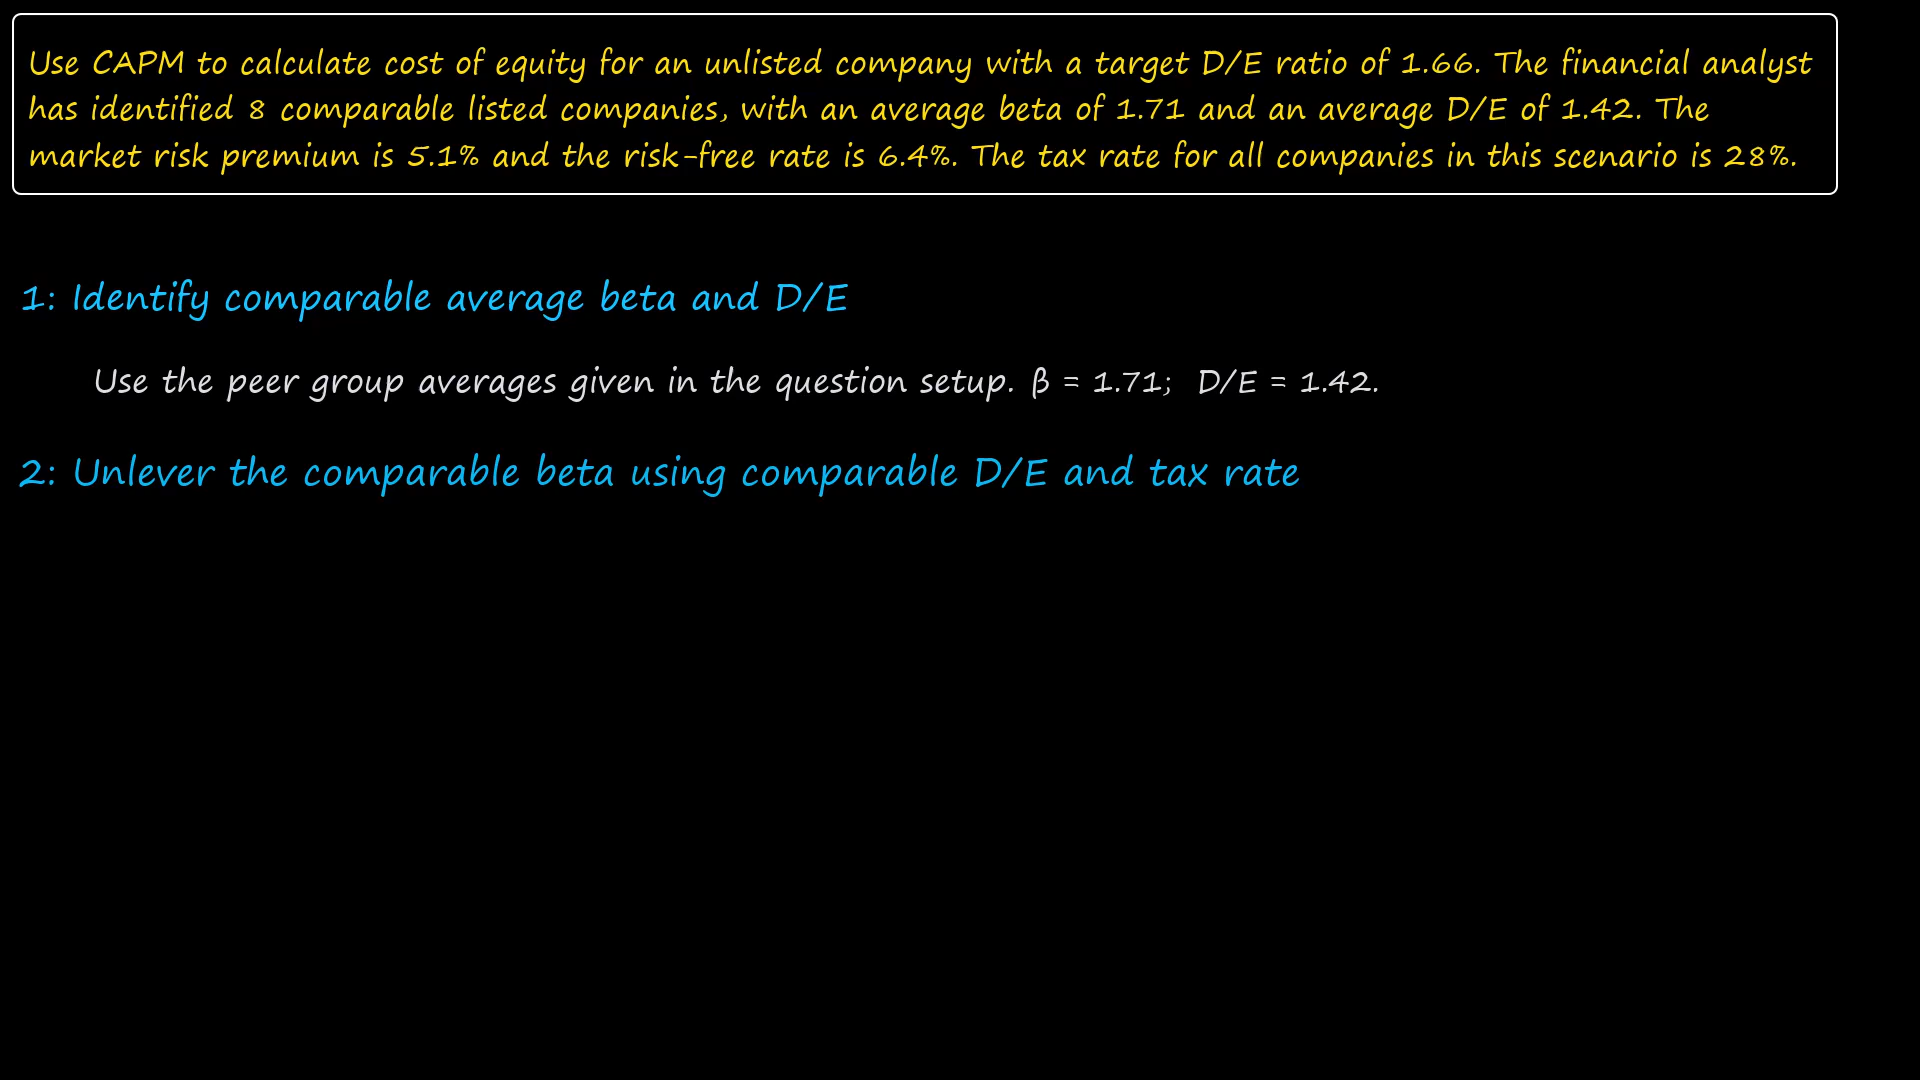 Use CAPM to calculate cost of equity for an unlisted company with a target D/E ratio of 1.66. The financial analyst
has identified 8 comparable listed companies, with an average beta of 1.71 and an average D/E of 1.42. The
market risk premium is 5.1% and the risk-free rate is 6.4%. The tax rate for all companies in this scenario is 28%.
1: Identify comparable average beta and D/E
Use the peer group averages given in the question setup. β = 1.71; D/E = 1.42.
2: Unlever the comparable beta using comparable D/E and tax rate